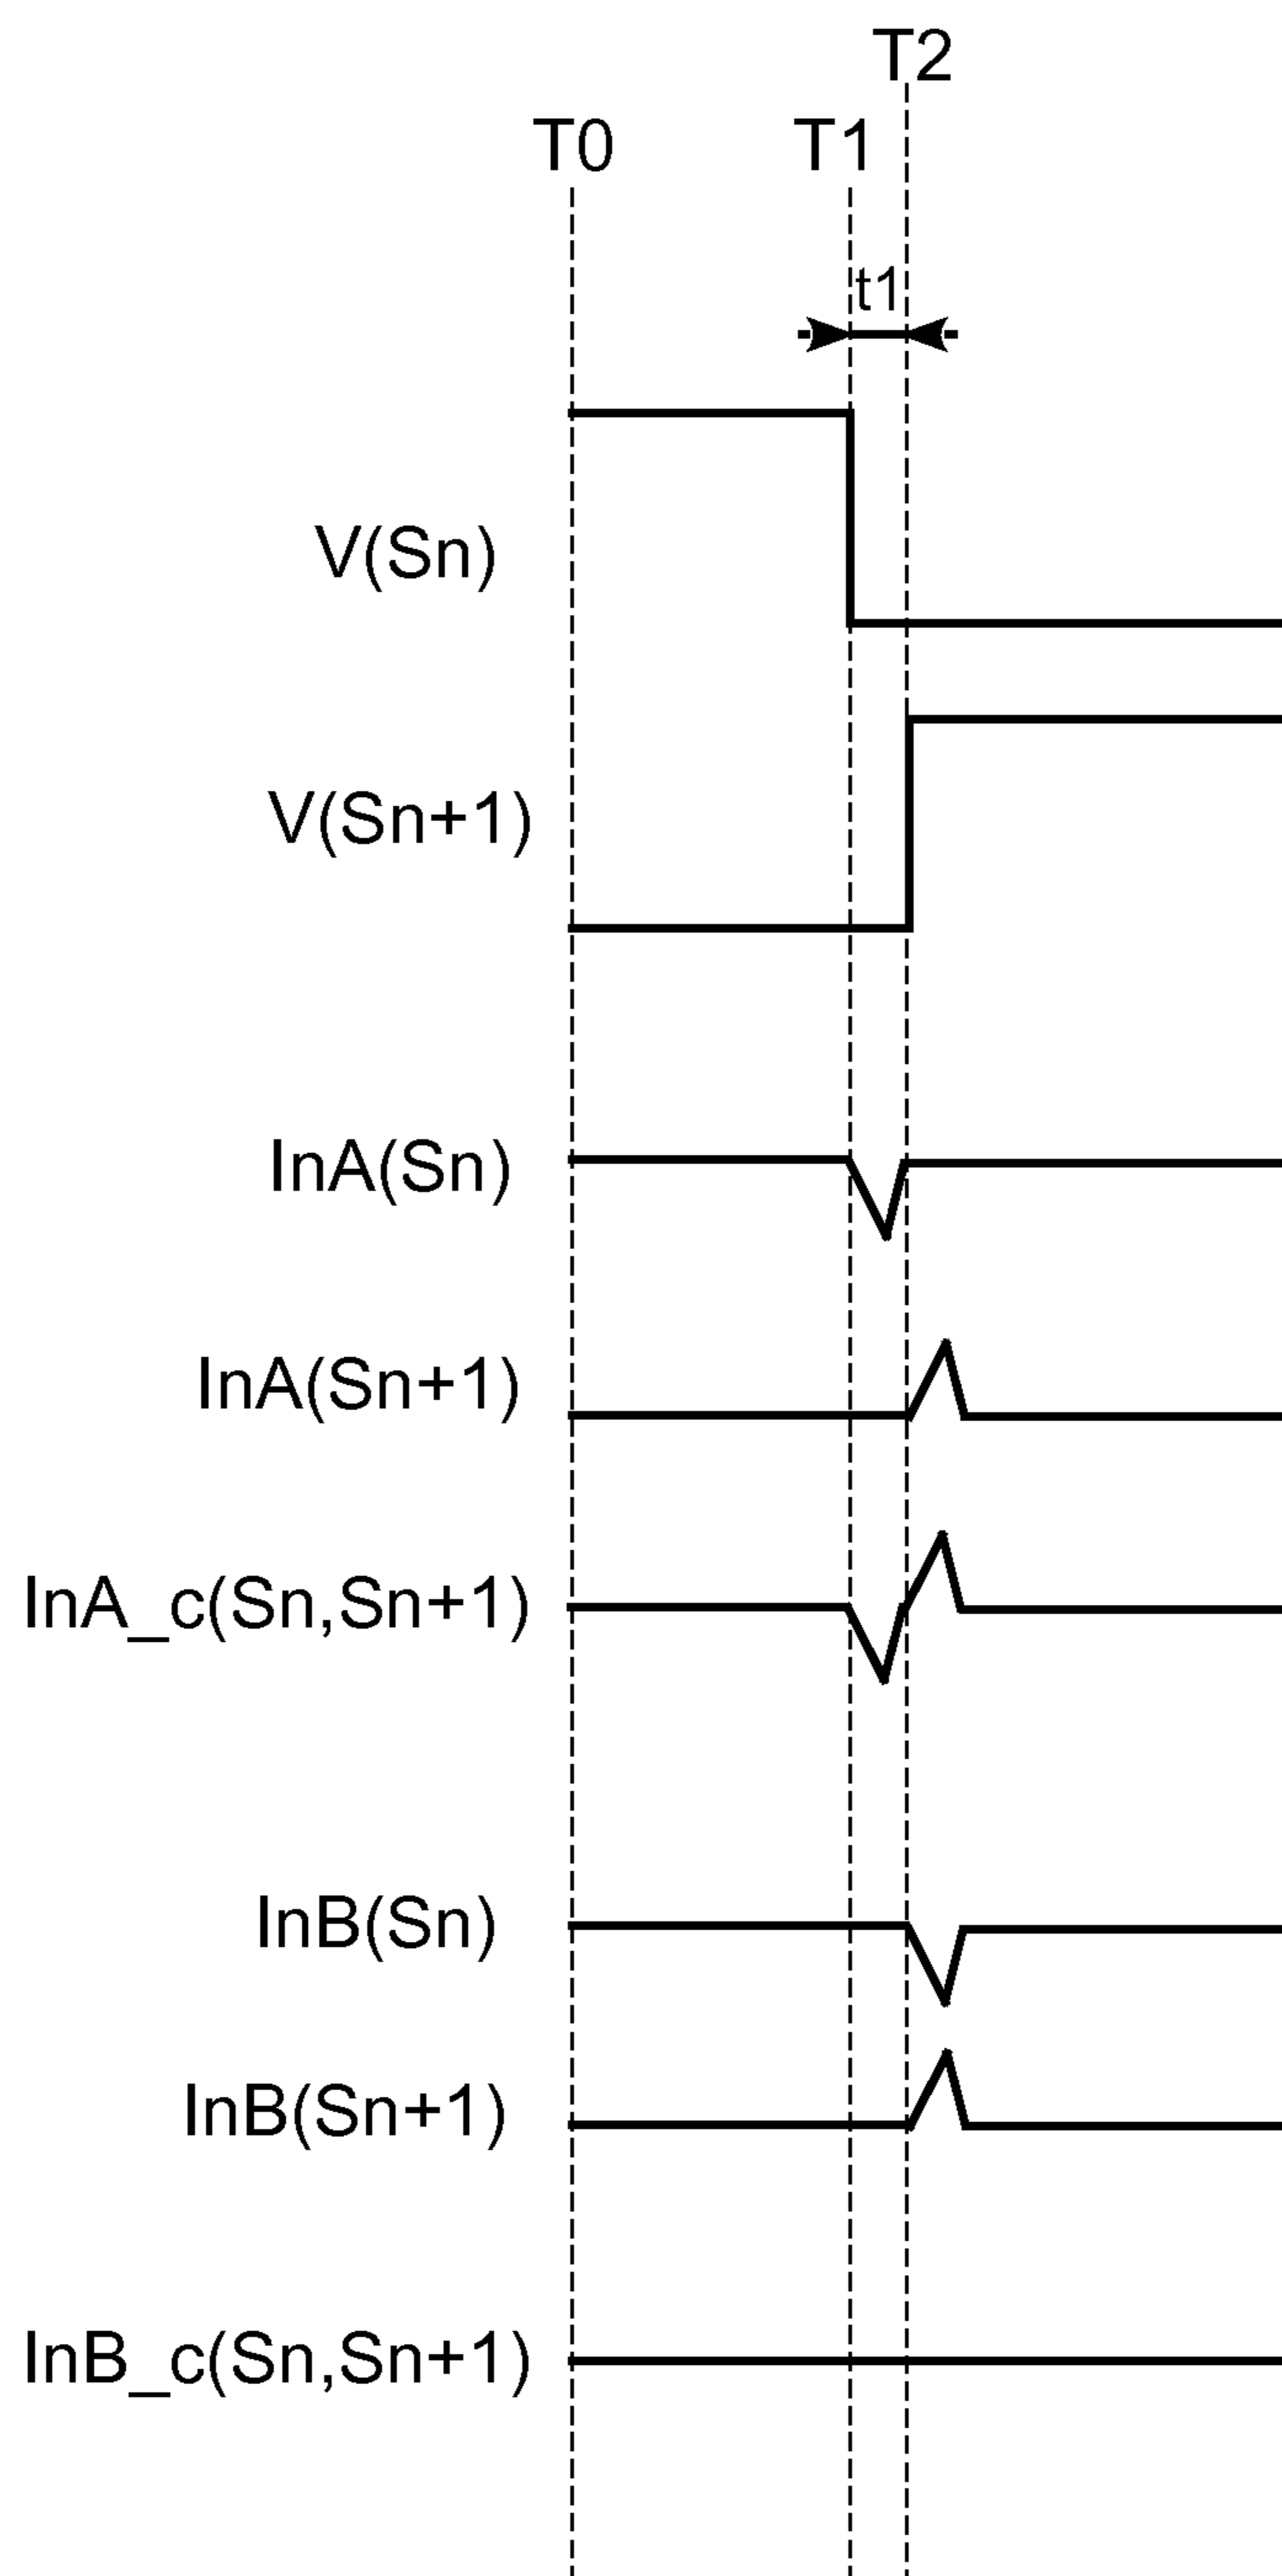 T2
T0 T1
t1
V(Sn)
V(Sn+1)
InA(Sn)
InA(Sn+1)
InA_c(Sn,Sn+1)
InB(Sn)
InB(Sn+1)
InB_c(Sn,Sn+1)